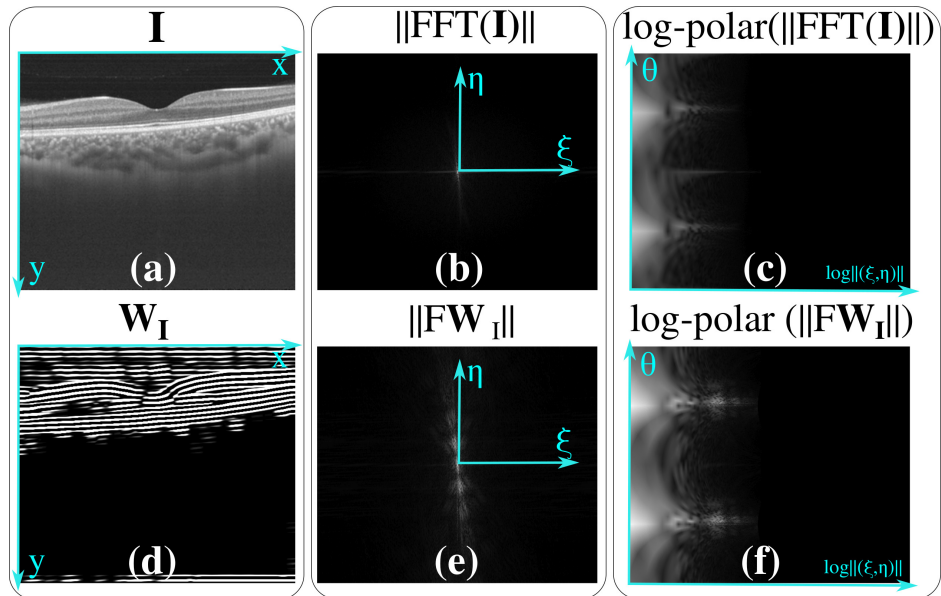 I
||FFT(I)||
log-polar(||FFT(I)||)
x
y
(a)
η
ξ
(b)
θ
log||(ξ,η)||
(c)
W_I
||FW_I||
log-polar (||FW_I||)
x
y
(d)
η
ξ
(e)
θ
log||(ξ,η)||
(f)